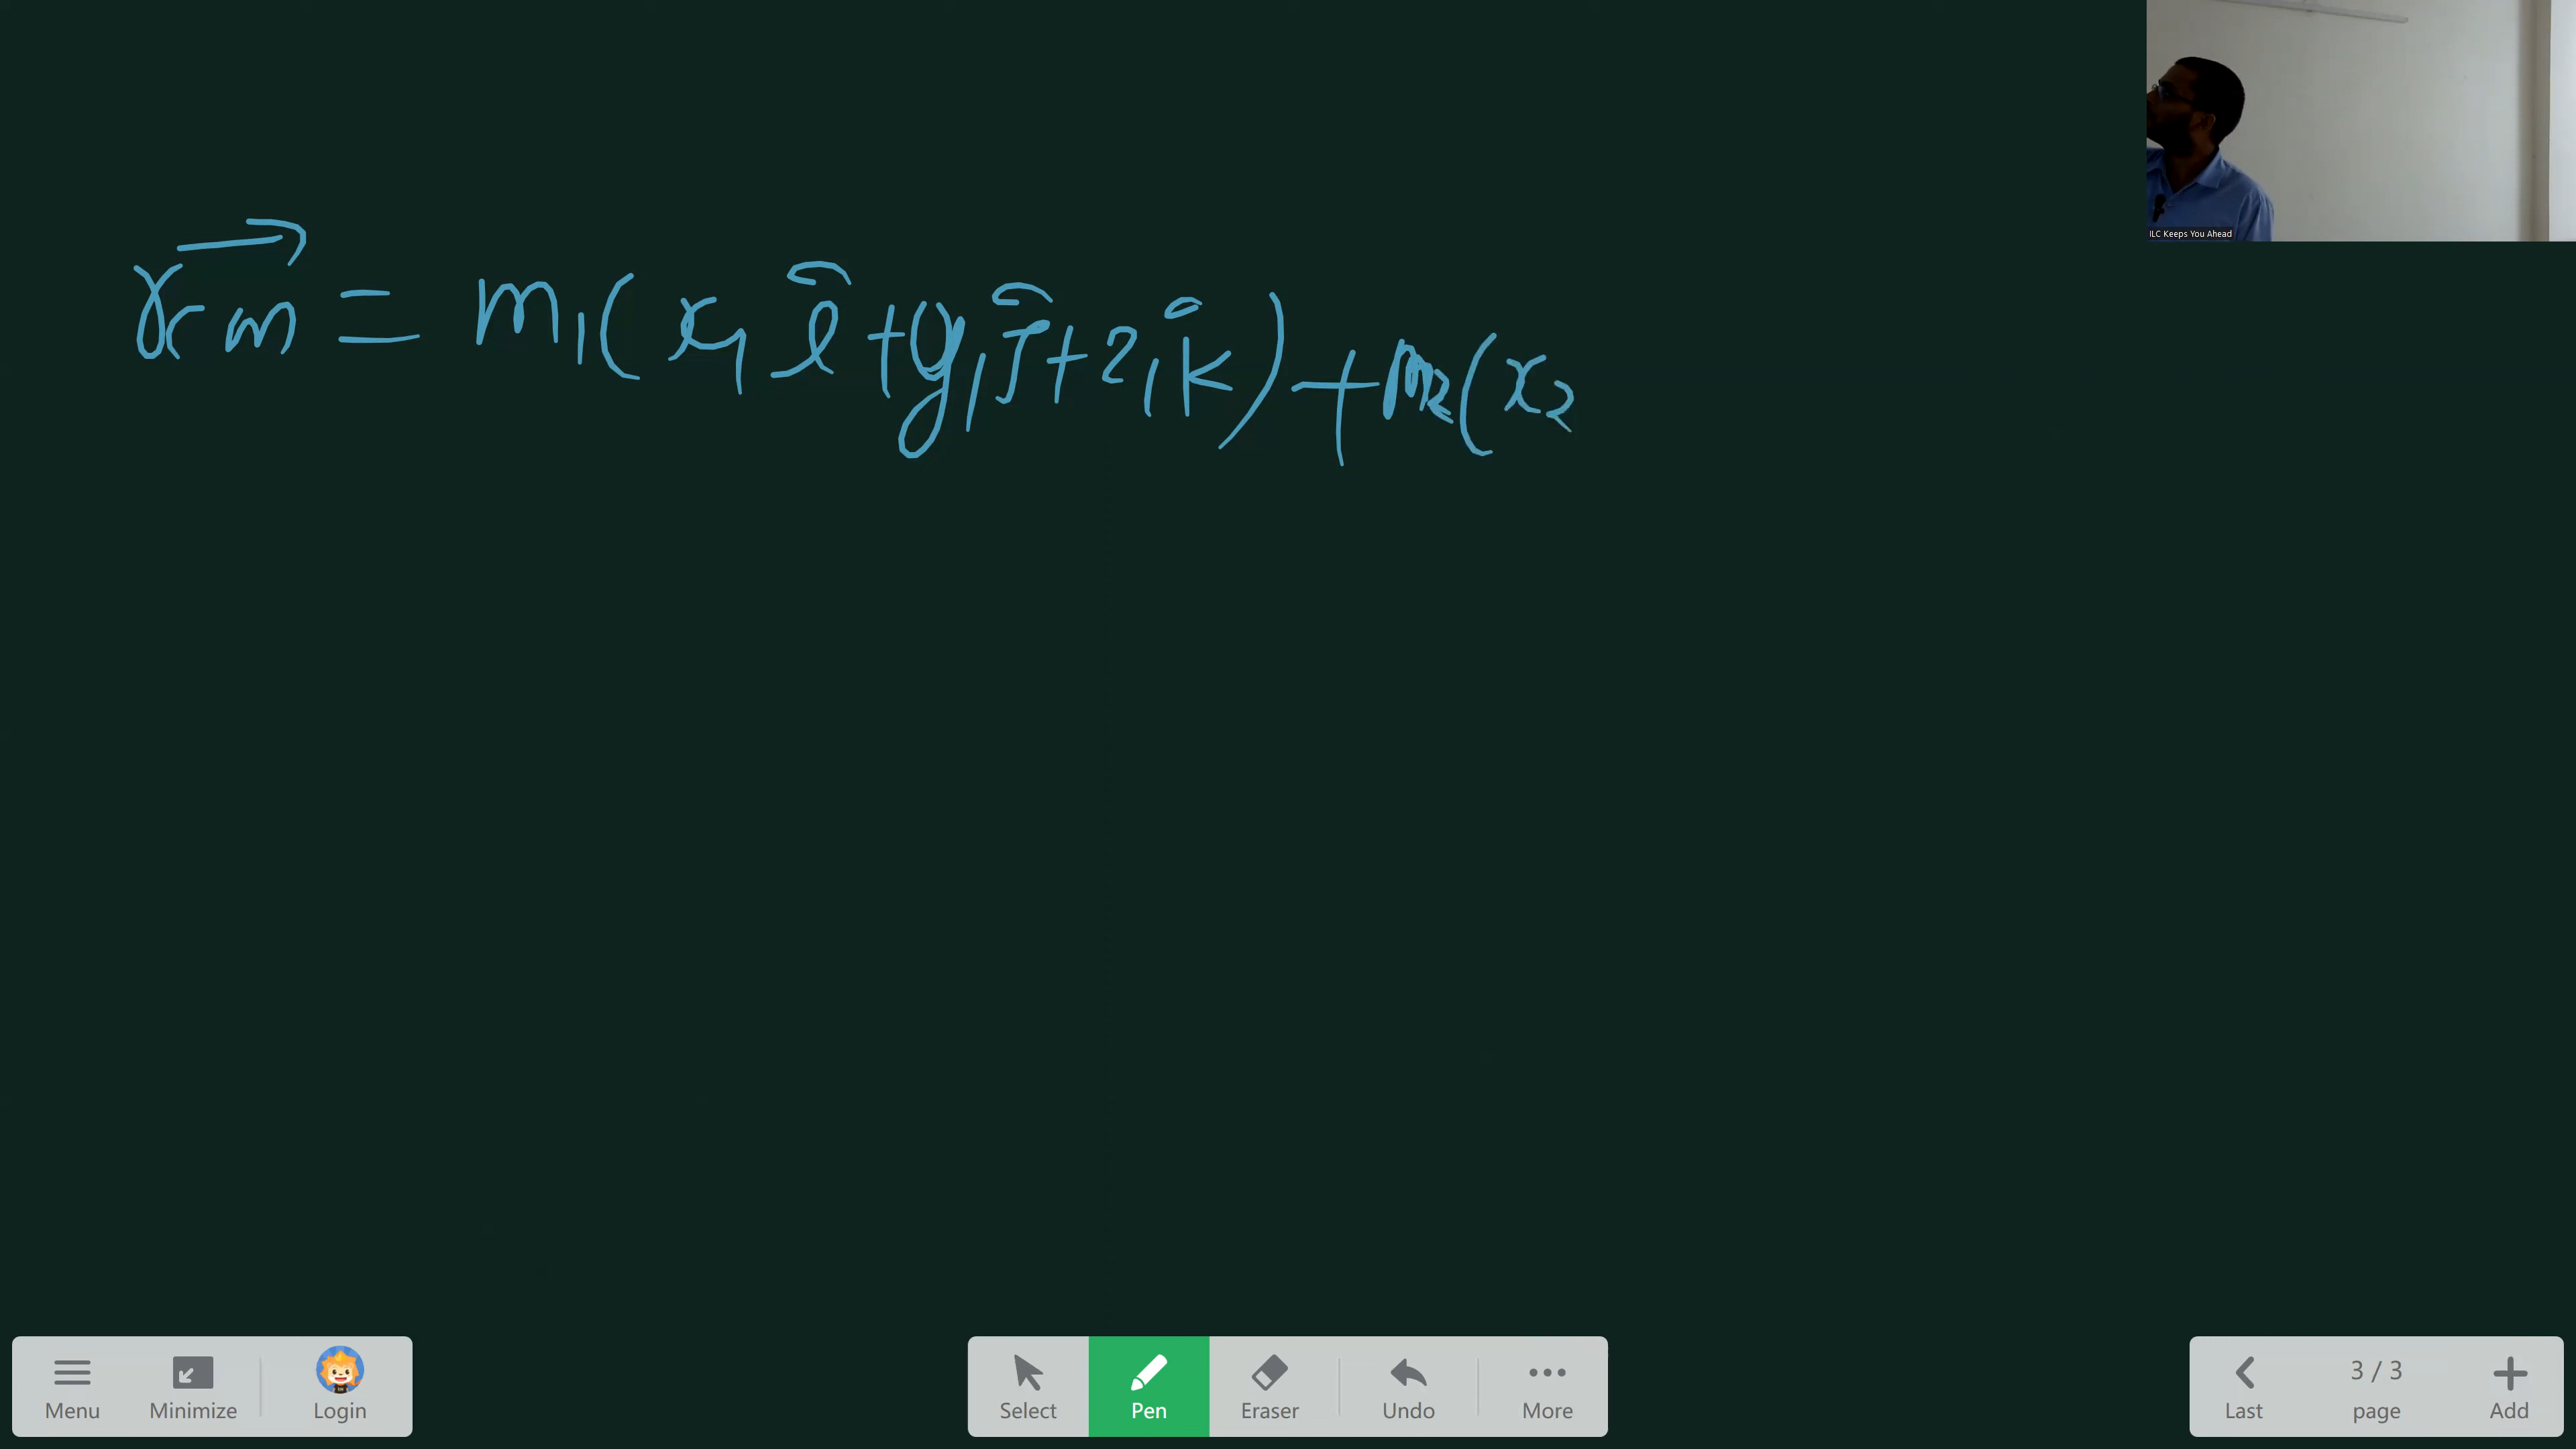 ILC Keeps You Ahead
→
rcm = m₁(x₁î + y₁ĵ + z₁k̂) + m₂(x₂
Menu
Minimize
Login
Select
Pen
Eraser
Undo
More
Last
3 / 3
page
Add